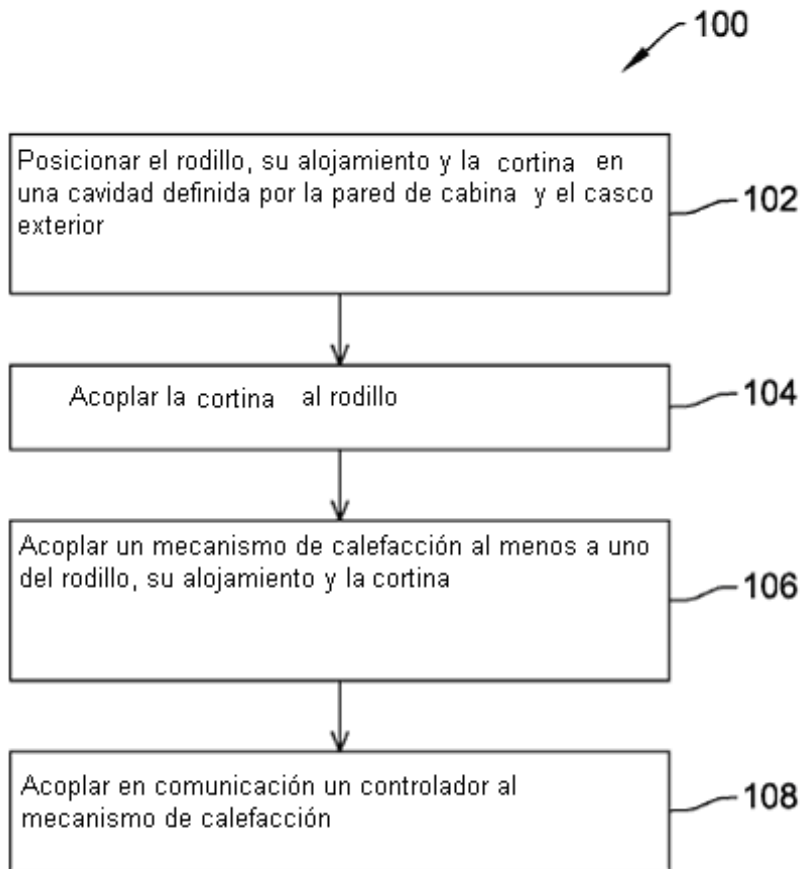 100
Posicionar el rodillo, su alojamiento y la cortina en
una cavidad definida por la pared de cabina y el casco
exterior
102
Acoplar la cortina al rodillo
104
Acoplar un mecanismo de calefacción al menos a uno
del rodillo, su alojamiento y la cortina
106
Acoplar en comunicación un controlador al
mecanismo de calefacción
108